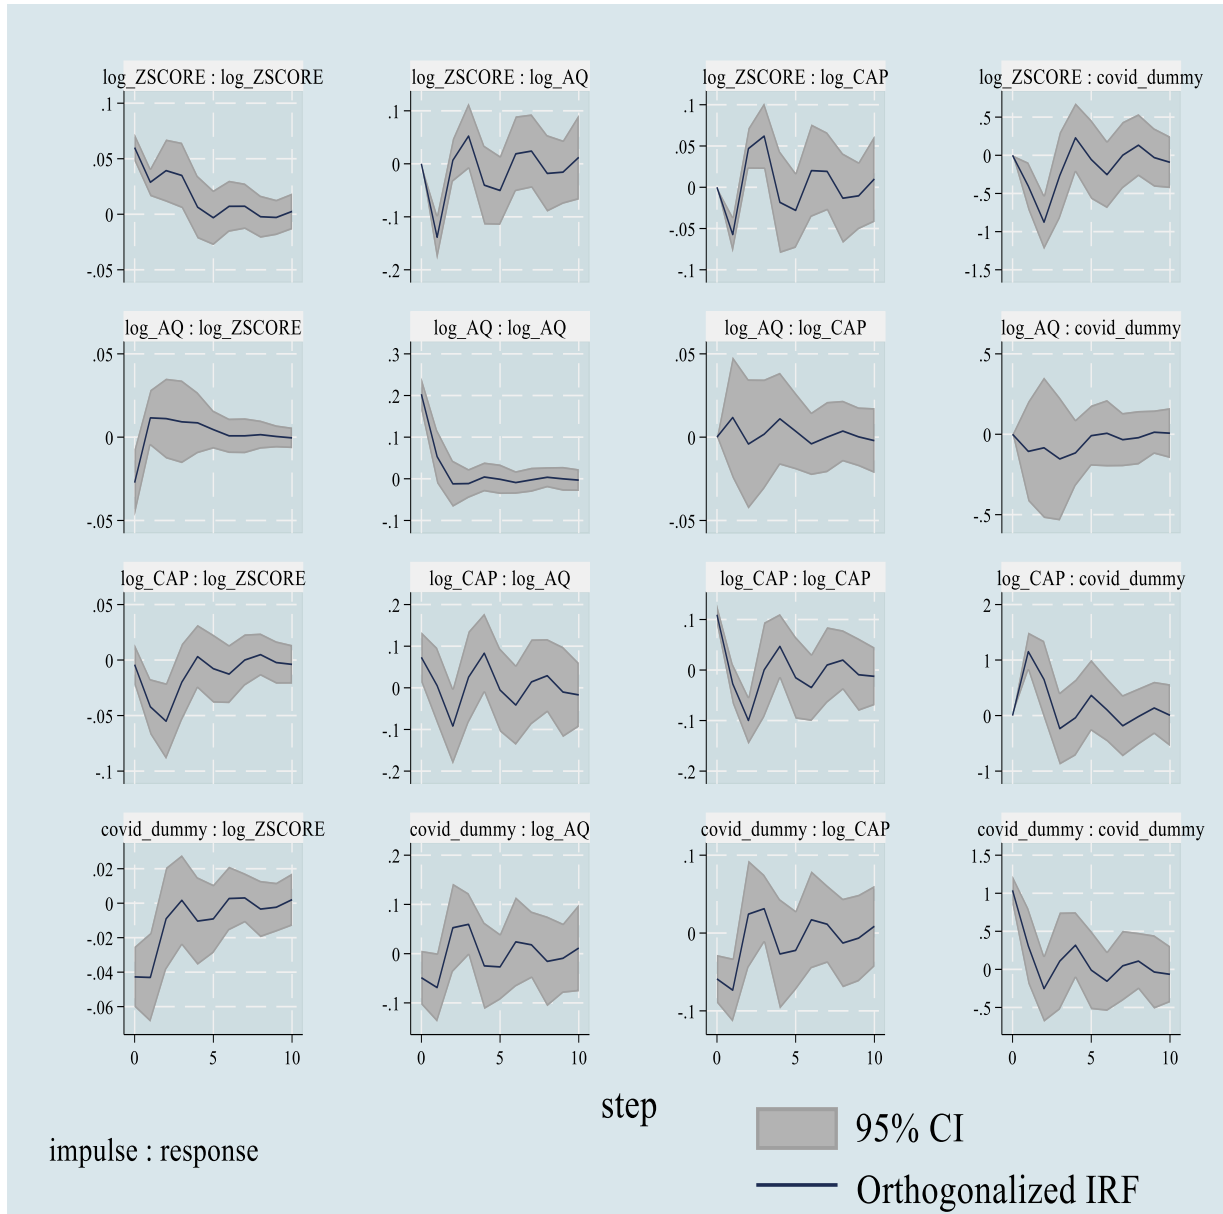 log_ZSCORE : log_ZSCORE
log_ZSCORE : log_AQ
log_ZSCORE : log_CAP
log_ZSCORE : covid_dummy
.1
.05
0
-.05
.1
0
-.1
-.2
.1
.05
0
-.05
-.1
.5
0
-.5
-1
-1.5
log_AQ : log_ZSCORE
log_AQ : log_AQ
log_AQ : log_CAP
log_AQ : covid_dummy
.05
0
-.05
.3
.2
.1
0
-.1
.05
0
-.05
.5
0
-.5
log_CAP : log_ZSCORE
log_CAP : log_AQ
log_CAP : log_CAP
log_CAP : covid_dummy
.05
0
-.05
-.1
.2
.1
0
-.1
-.2
.1
0
-.1
-.2
2
1
0
-1
covid_dummy : log_ZSCORE
covid_dummy : log_AQ
covid_dummy : log_CAP
covid_dummy : covid_dummy
.02
0
-.02
-.04
-.06
.2
.1
0
-.1
.1
0
-.1
1.5
1
.5
0
-.5
0 5 10
0 5 10
0 5 10
0 5 10
step
95% CI
impulse : response
Orthogonalized IRF